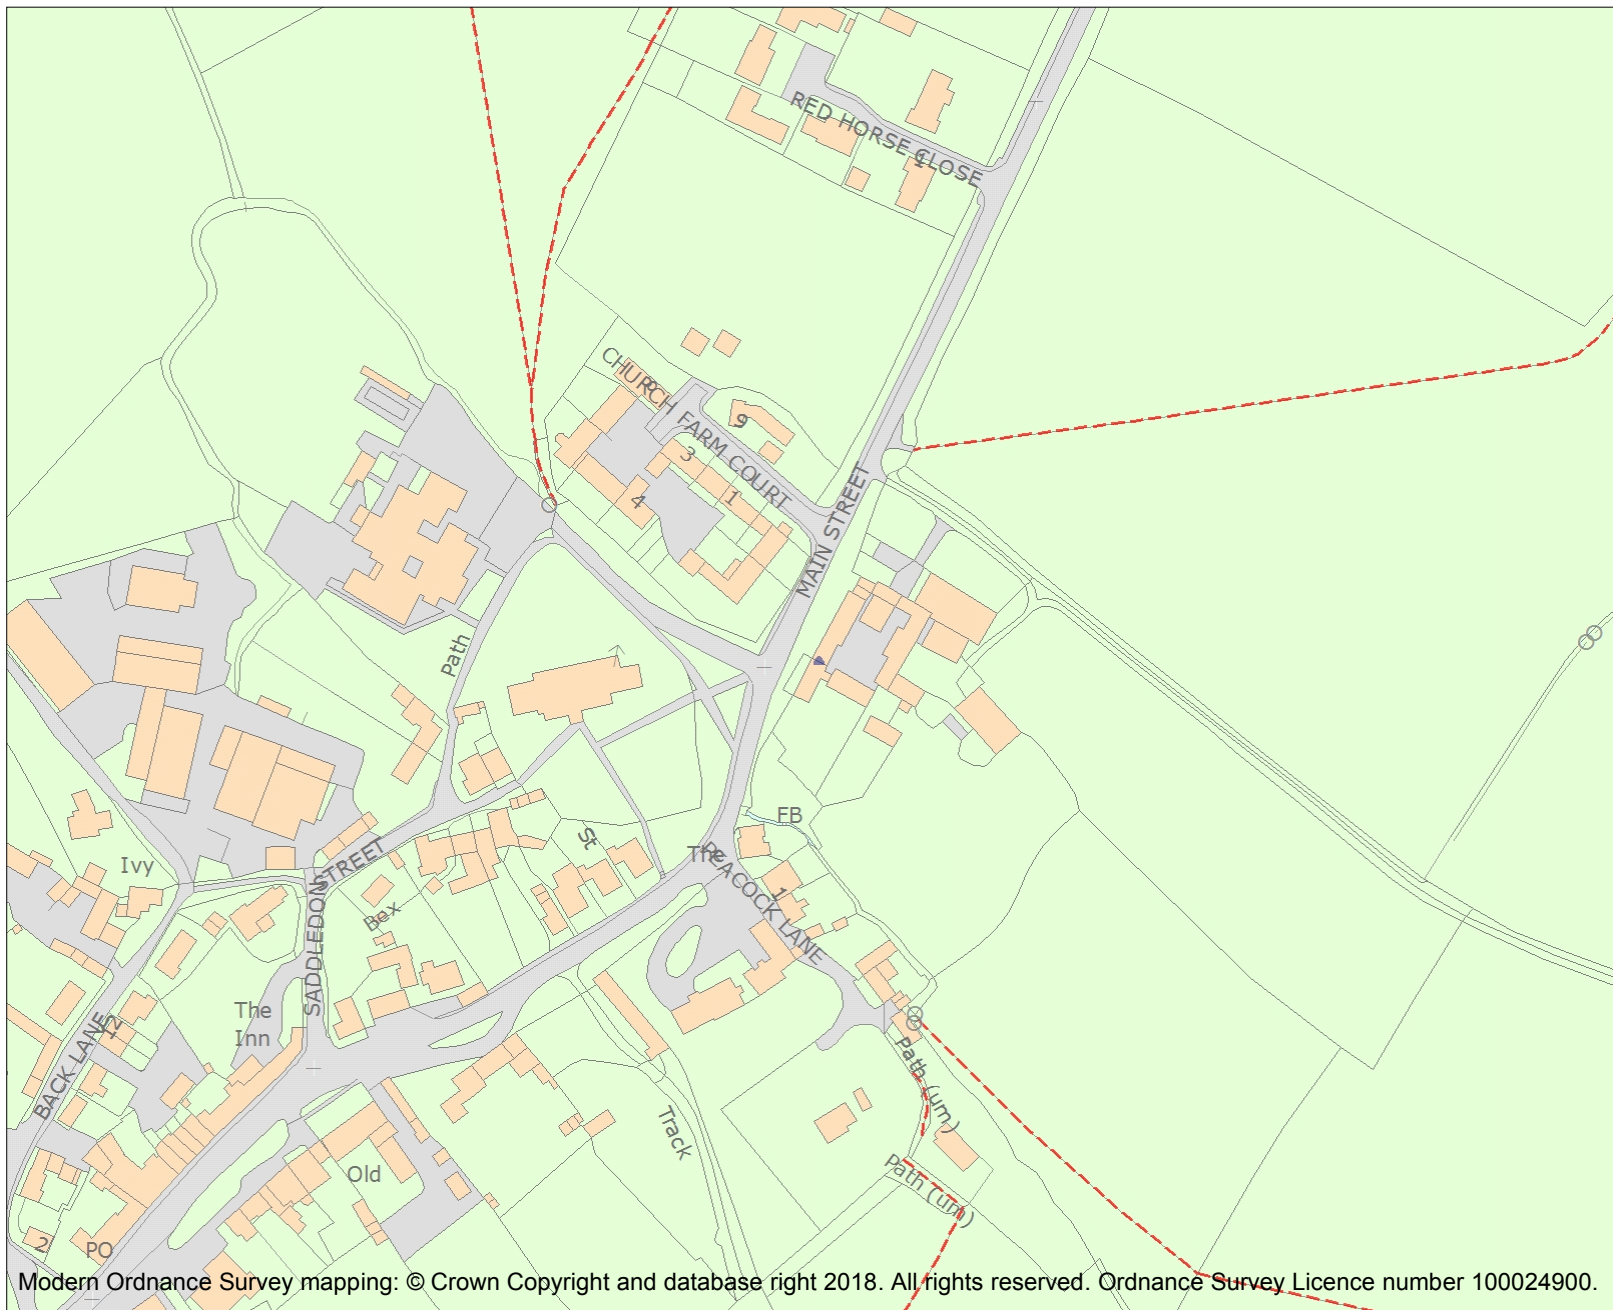 RED HORSE CLOSE
1
CHURCH FARM COURT
8
9
3
1
4
MAIN STREET
Path
FB
St
The
PEACOCK LANE
1
Ivy
STREET
Bex
SADDLEDON
The
Inn
12
BACK LANE
Path (um)
Track
Path (um)
Old
2
PO
Modern Ordnance Survey mapping: © Crown Copyright and database right 2018. All rights reserved. Ordnance Survey Licence number 100024900.